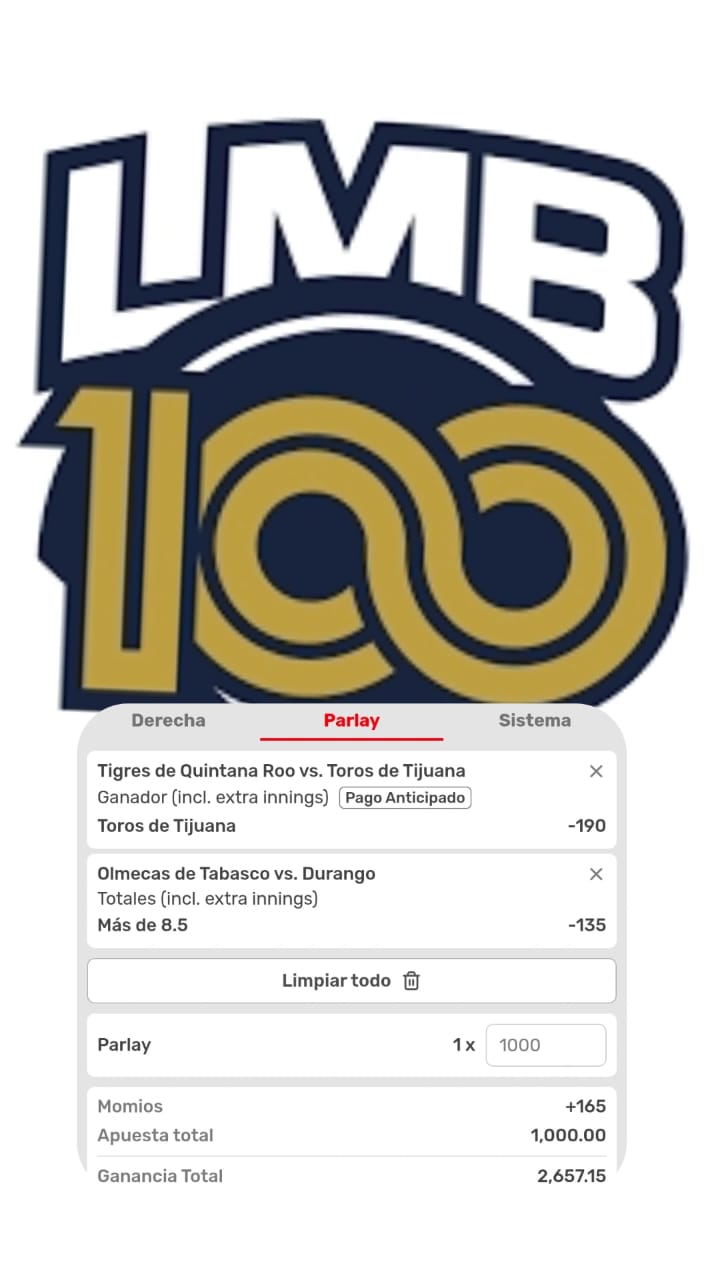 LMB
100
Derecha Parlay Sistema
Tigres de Quintana Roo vs. Toros de Tijuana
Ganador (incl. extra innings) Pago Anticipado
Toros de Tijuana -190
Olmecas de Tabasco vs. Durango
Totales (incl. extra innings)
Más de 8.5 -135
Limpiar todo
Parlay 1 x 1000
Momios +165
Apuesta total 1,000.00
Ganancia Total 2,657.15